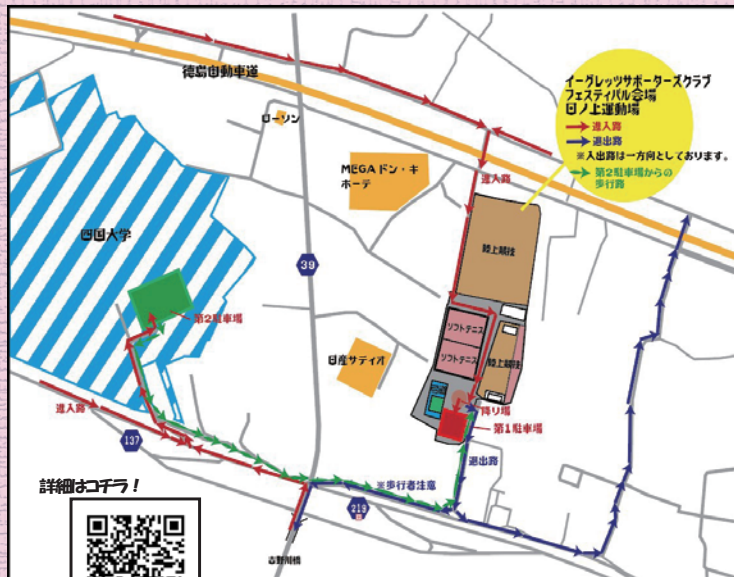 徳島自動車道
ローソン
MEGAドン・キ
ホーテ
イーグレッツサポーターズクラブ
フェスティバル会場
日ノ上運動場
進入路
退出路
※入出路は一方向としております。
第2駐車場からの
歩行路
進入路
陸上競技
四国大学
39
第2駐車場
ソフトテニス
ソフトテニス
陸上競技
日産サティオ
降り場
第1駐車場
進入路
137
退出路
※歩行者注意
219
詳細はコチラ!
吉野川橋